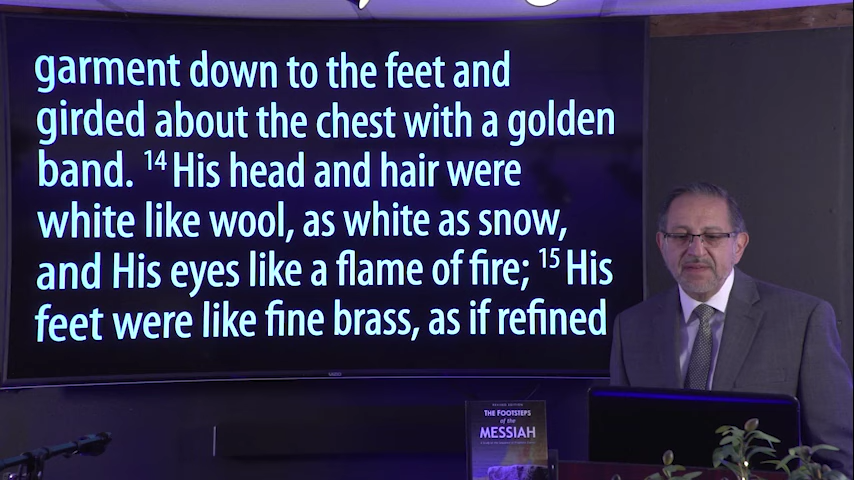 garment down to the feet and
girded about the chest with a golden
band. 14 His head and hair were
white like wool, as white as snow,
and His eyes like a flame of fire; 15 His
feet were like fine brass, as if refined
REVISED EDITION
THE FOOTSTEPS
of the
MESSIAH